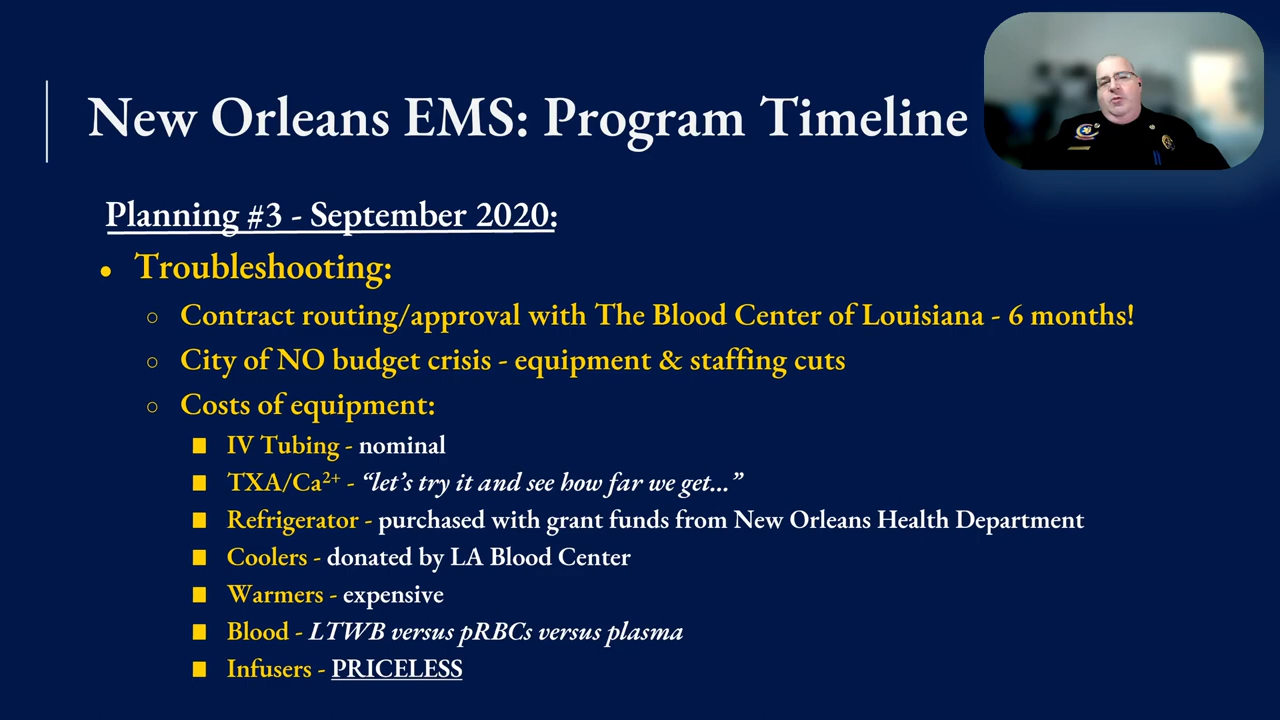 New Orleans EMS: Program Timeline
Planning #3 - September 2020:
● Troubleshooting:
○ Contract routing/approval with The Blood Center of Louisiana - 6 months!
○ City of NO budget crisis - equipment & staffing cuts
○ Costs of equipment:
■ IV Tubing - nominal
■ TXA/Ca²⁺ - “let’s try it and see how far we get...”
■ Refrigerator - purchased with grant funds from New Orleans Health Department
■ Coolers - donated by LA Blood Center
■ Warmers - expensive
■ Blood - LTWB versus pRBCs versus plasma
■ Infusers - PRICELESS